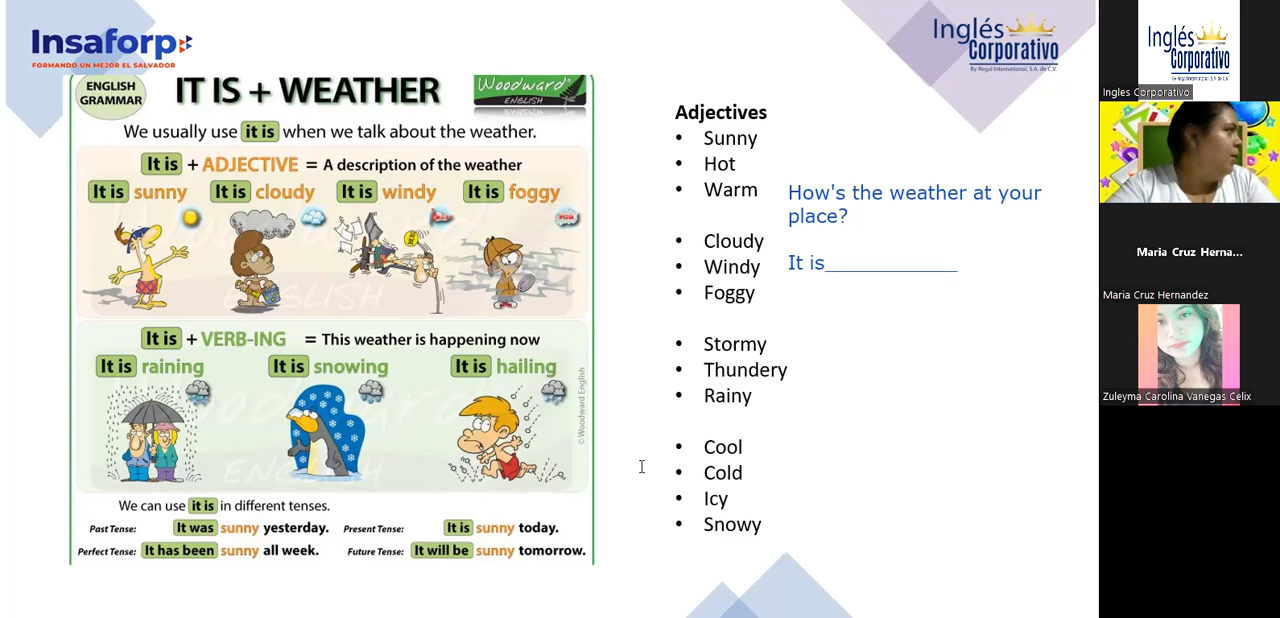 Insaforp
FORMANDO UN MEJOR EL SALVADOR
Inglés
Corporativo
By Regal International, S.A. de C.V.
ENGLISH
GRAMMAR
IT IS + WEATHER
Woodward
ENGLISH
We usually use it is when we talk about the weather.
It is + ADJECTIVE = A description of the weather
It is sunny
It is cloudy
It is windy
It is foggy
It is + VERB-ING = This weather is happening now
It is raining
It is snowing
It is hailing
© Woodward English
We can use it is in different tenses.
Past Tense: It was sunny yesterday.
Present Tense: It is sunny today.
Perfect Tense: It has been sunny all week.
Future Tense: It will be sunny tomorrow.
Adjectives
• Sunny
• Hot
• Warm
• Cloudy
• Windy
• Foggy
• Stormy
• Thundery
• Rainy
• Cool
• Cold
• Icy
• Snowy
How's the weather at your
place?
It is____________
Inglés
Corporativo
By Regal International, S.A. de C.V.
Ingles Corporativo
Maria Cruz Herna...
Maria Cruz Hernandez
Zuleyma Carolina Vanegas Celix